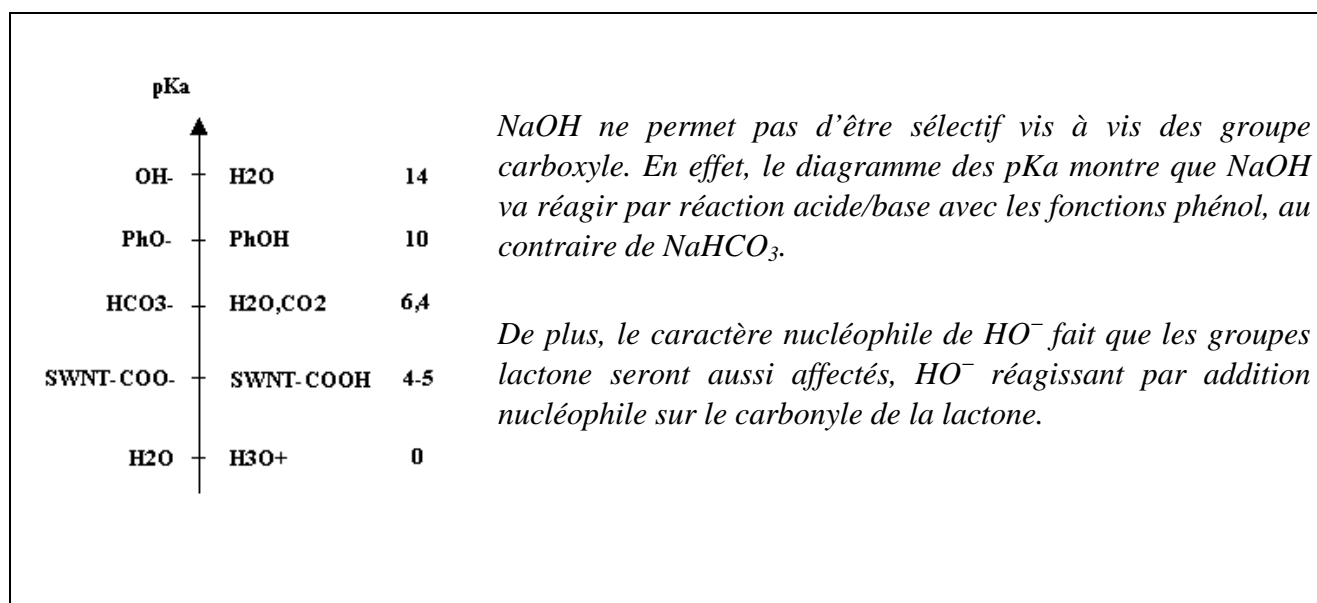 pKa
OH- H2O 14
PhO- PhOH 10
HCO3- H2O,CO2 6,4
SWNT-COO- SWNT-COOH 4-5
H2O H3O+ 0
NaOH ne permet pas d’être sélectif vis à vis des groupe
carboxyle. En effet, le diagramme des pKa montre que NaOH
va réagir par réaction acide/base avec les fonctions phénol, au
contraire de NaHCO₃.
De plus, le caractère nucléophile de HO⁻ fait que les groupes
lactone seront aussi affectés, HO⁻ réagissant par addition
nucléophile sur le carbonyle de la lactone.